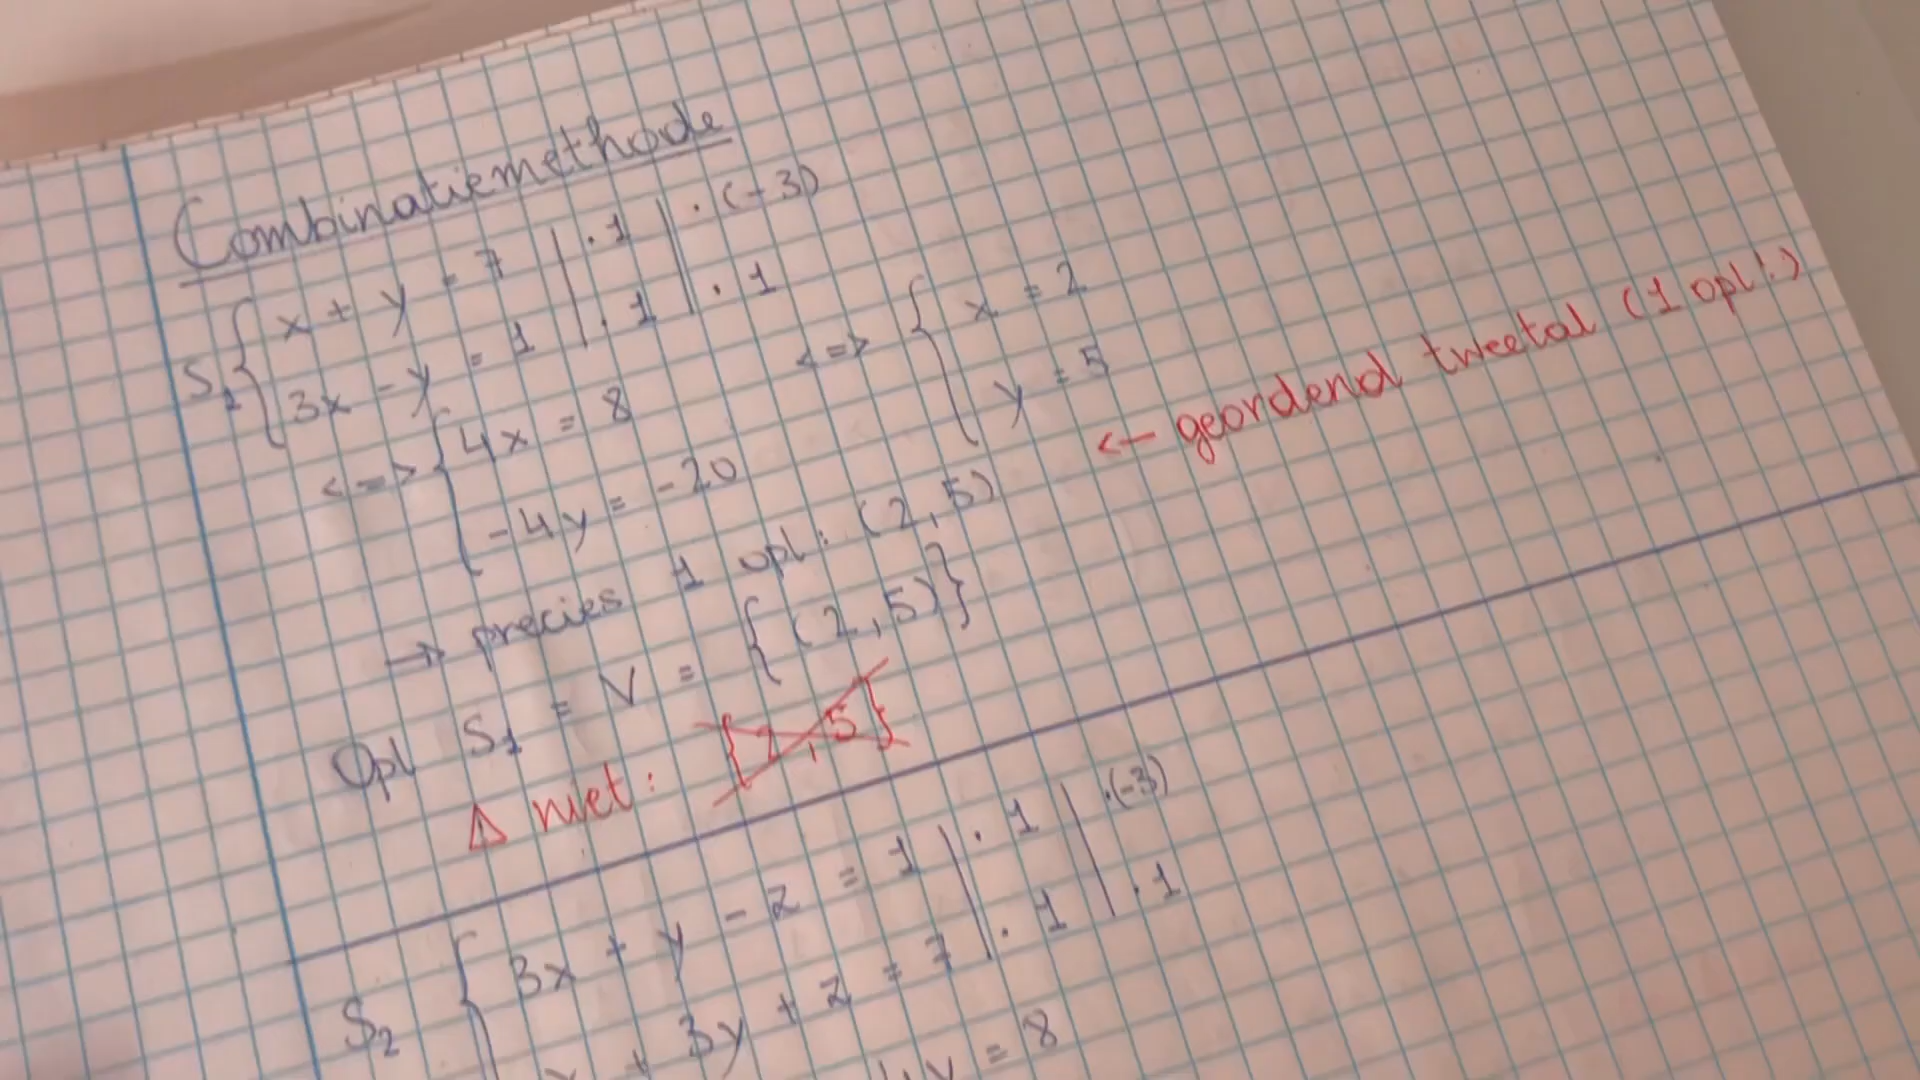 Combinatiemethode
S₁ { x + y = 7 | · 1 | · (-3)
3x - y = 1 | · 1 | · 1
<=> { 4x = 8 <=> { x = 2
-4y = -20 y = 5
→ precies 1 opl: (2, 5) ← geordend tweetal (1 opl!)
Opl S₁ = V = {(2, 5)}
⚠ niet: {2, 5}
S₂ { 3x + y - z = 1 | · 1 | · (-3)
x + 3y + z = 7 | · 1 | · 1
y = 8